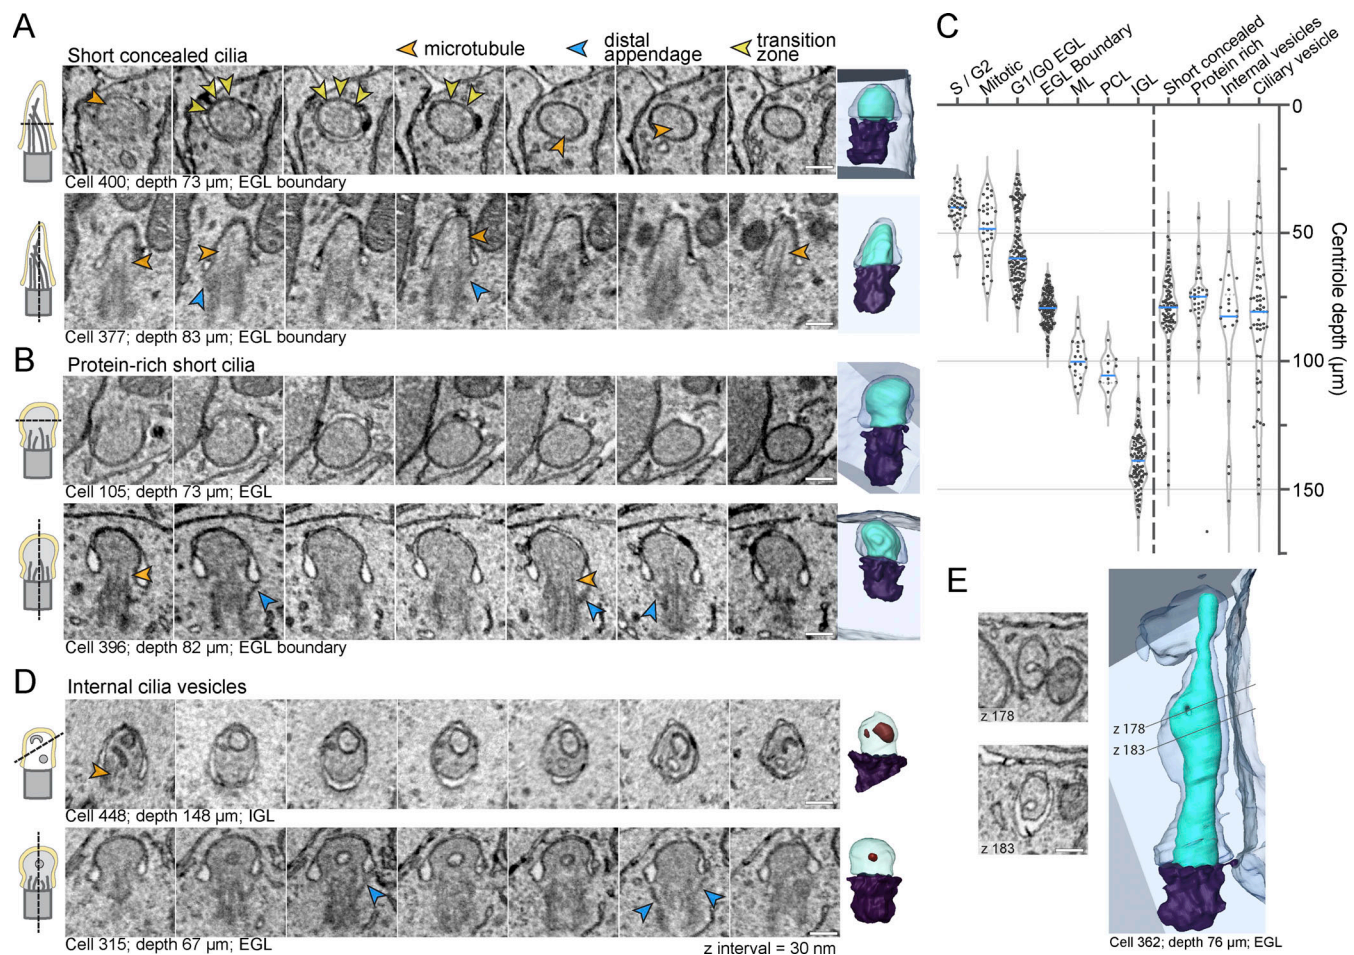 A
Short concealed cilia
microtubule
distal
appendage
transition
zone
Cell 400; depth 73 µm; EGL boundary
Cell 377; depth 83 µm; EGL boundary
B
Protein-rich short cilia
Cell 105; depth 73 µm; EGL
Cell 396; depth 82 µm; EGL boundary
D
Internal cilia vesicles
Cell 448; depth 148 µm; IGL
Cell 315; depth 67 µm; EGL
z interval = 30 nm
C
S / G2
Mitotic
G1/G0 EGL
EGL Boundary
ML
PCL
IGL
Short concealed
Protein rich
Internal vesicles
Ciliary vesicle
0
50
100
150
Centriole depth (µm)
E
z 178
z 183
z 178
z 183
Cell 362; depth 76 µm; EGL